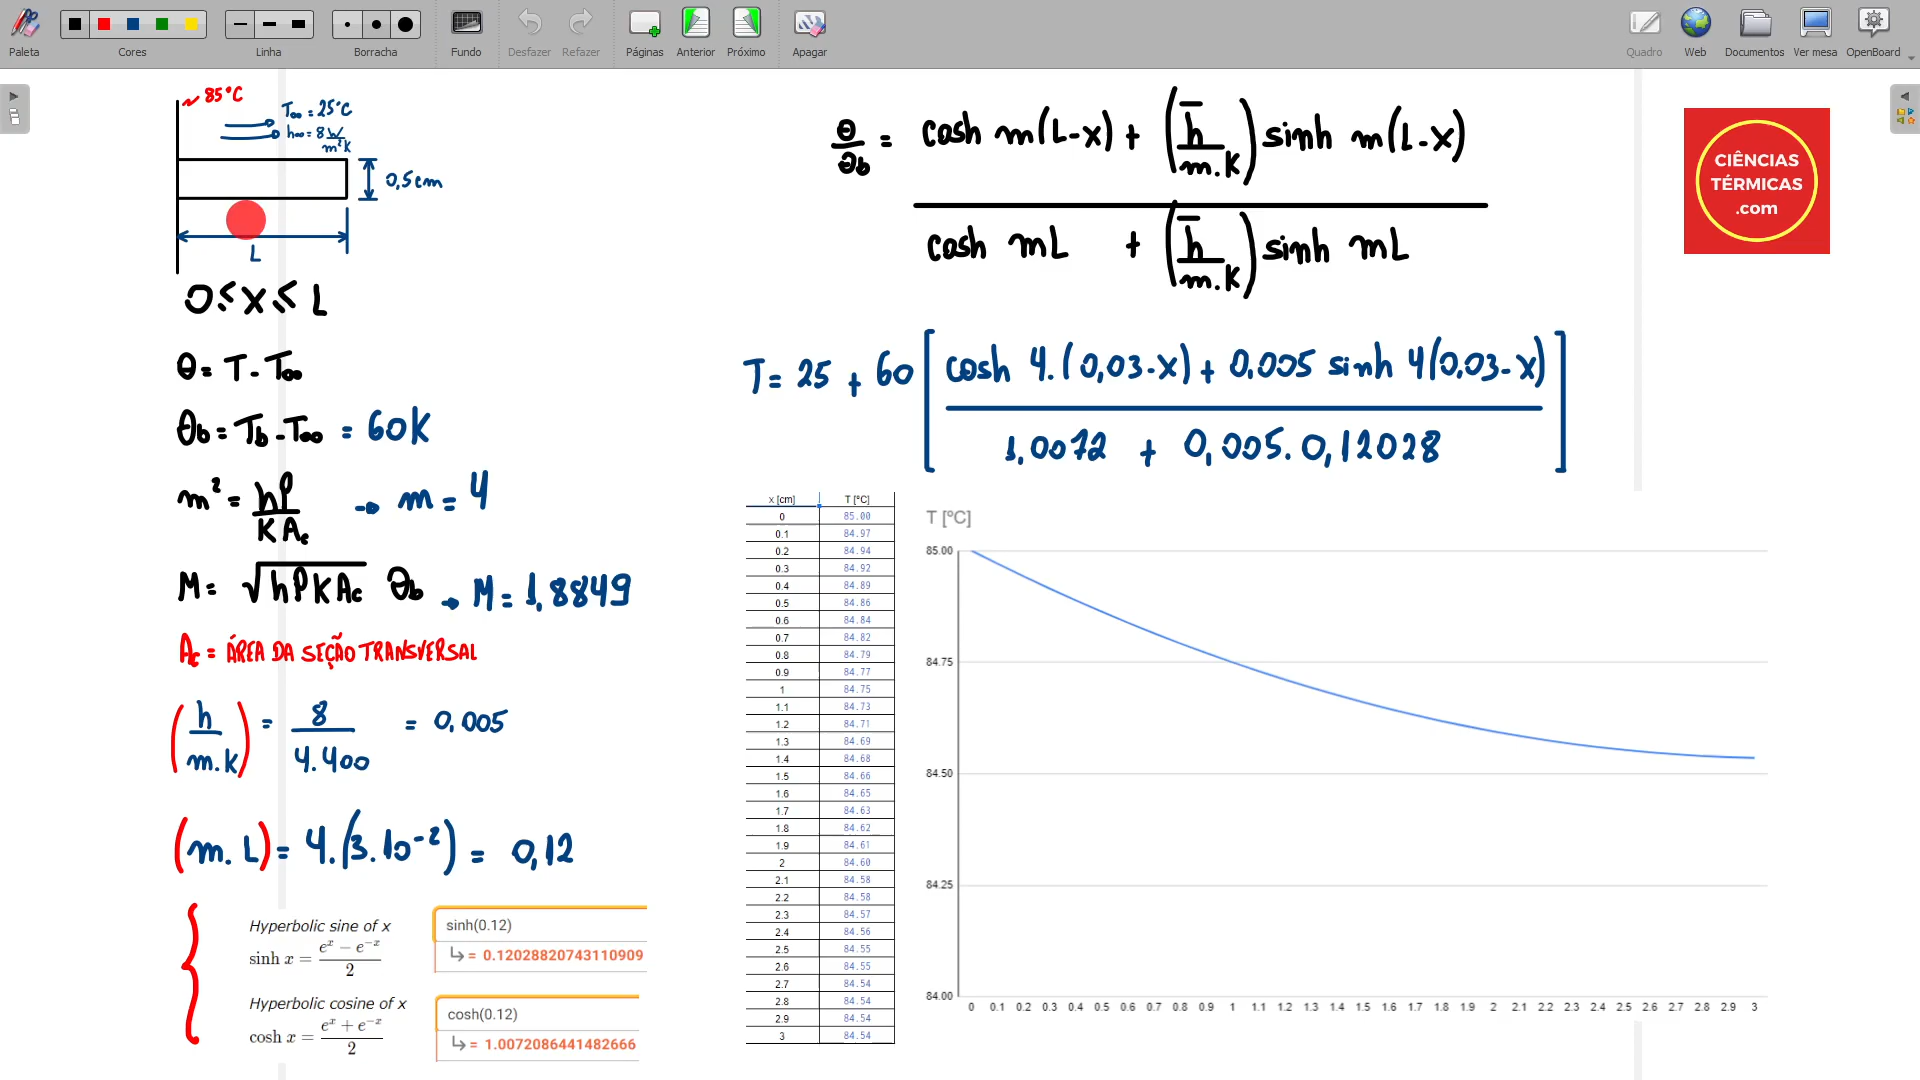 Paleta
Cores
Linha
Borracha
Fundo
Desfazer
Refazer
Páginas
Anterior
Próximo
Apagar
Quadro
Web
Documentos
Ver mesa
OpenBoard
~ 85°C
T∞ = 25°C
h∞ = 8 W/m²K
0,5cm
L
0 ≤ x ≤ L
θ = T - T∞
θb = Tb - T∞ = 60K
m² = hP/KAc → m = 4
M = √hPKAc θb → M = 1,8849
Ac = ÁREA DA SEÇÃO TRANSVERSAL
(h/m.K) = 8/4.400 = 0,005
(m.L) = 4.(3.10⁻²) = 0,12
Hyperbolic sine of x
sinh x = (eˣ − e⁻ˣ)/2
sinh(0.12)
= 0.12028820743110909
Hyperbolic cosine of x
cosh x = (eˣ + e⁻ˣ)/2
cosh(0.12)
= 1.0072086441482666
θ/θb = cosh m(L-x) + (h̄/m.K) sinh m(L-x)
cosh mL + (h̄/m.K) sinh mL
T = 25 + 60 [cosh 4.(0,03-x) + 0,005 sinh 4(0,03-x)
1,0072 + 0,005.0,12028]
x [cm] T [°C]
0 85.00
0.1 84.97
0.2 84.94
0.3 84.92
0.4 84.89
0.5 84.86
0.6 84.84
0.7 84.82
0.8 84.79
0.9 84.77
1 84.75
1.1 84.73
1.2 84.71
1.3 84.69
1.4 84.68
1.5 84.66
1.6 84.65
1.7 84.63
1.8 84.62
1.9 84.61
2 84.60
2.1 84.58
2.2 84.58
2.3 84.57
2.4 84.56
2.5 84.55
2.6 84.55
2.7 84.54
2.8 84.54
2.9 84.54
3 84.54
T [ºC]
85.00
84.75
84.50
84.25
84.00
0 0.1 0.2 0.3 0.4 0.5 0.6 0.7 0.8 0.9 1 1.1 1.2 1.3 1.4 1.5 1.6 1.7 1.8 1.9 2 2.1 2.2 2.3 2.4 2.5 2.6 2.7 2.8 2.9 3
CIÊNCIAS
TÉRMICAS
.com